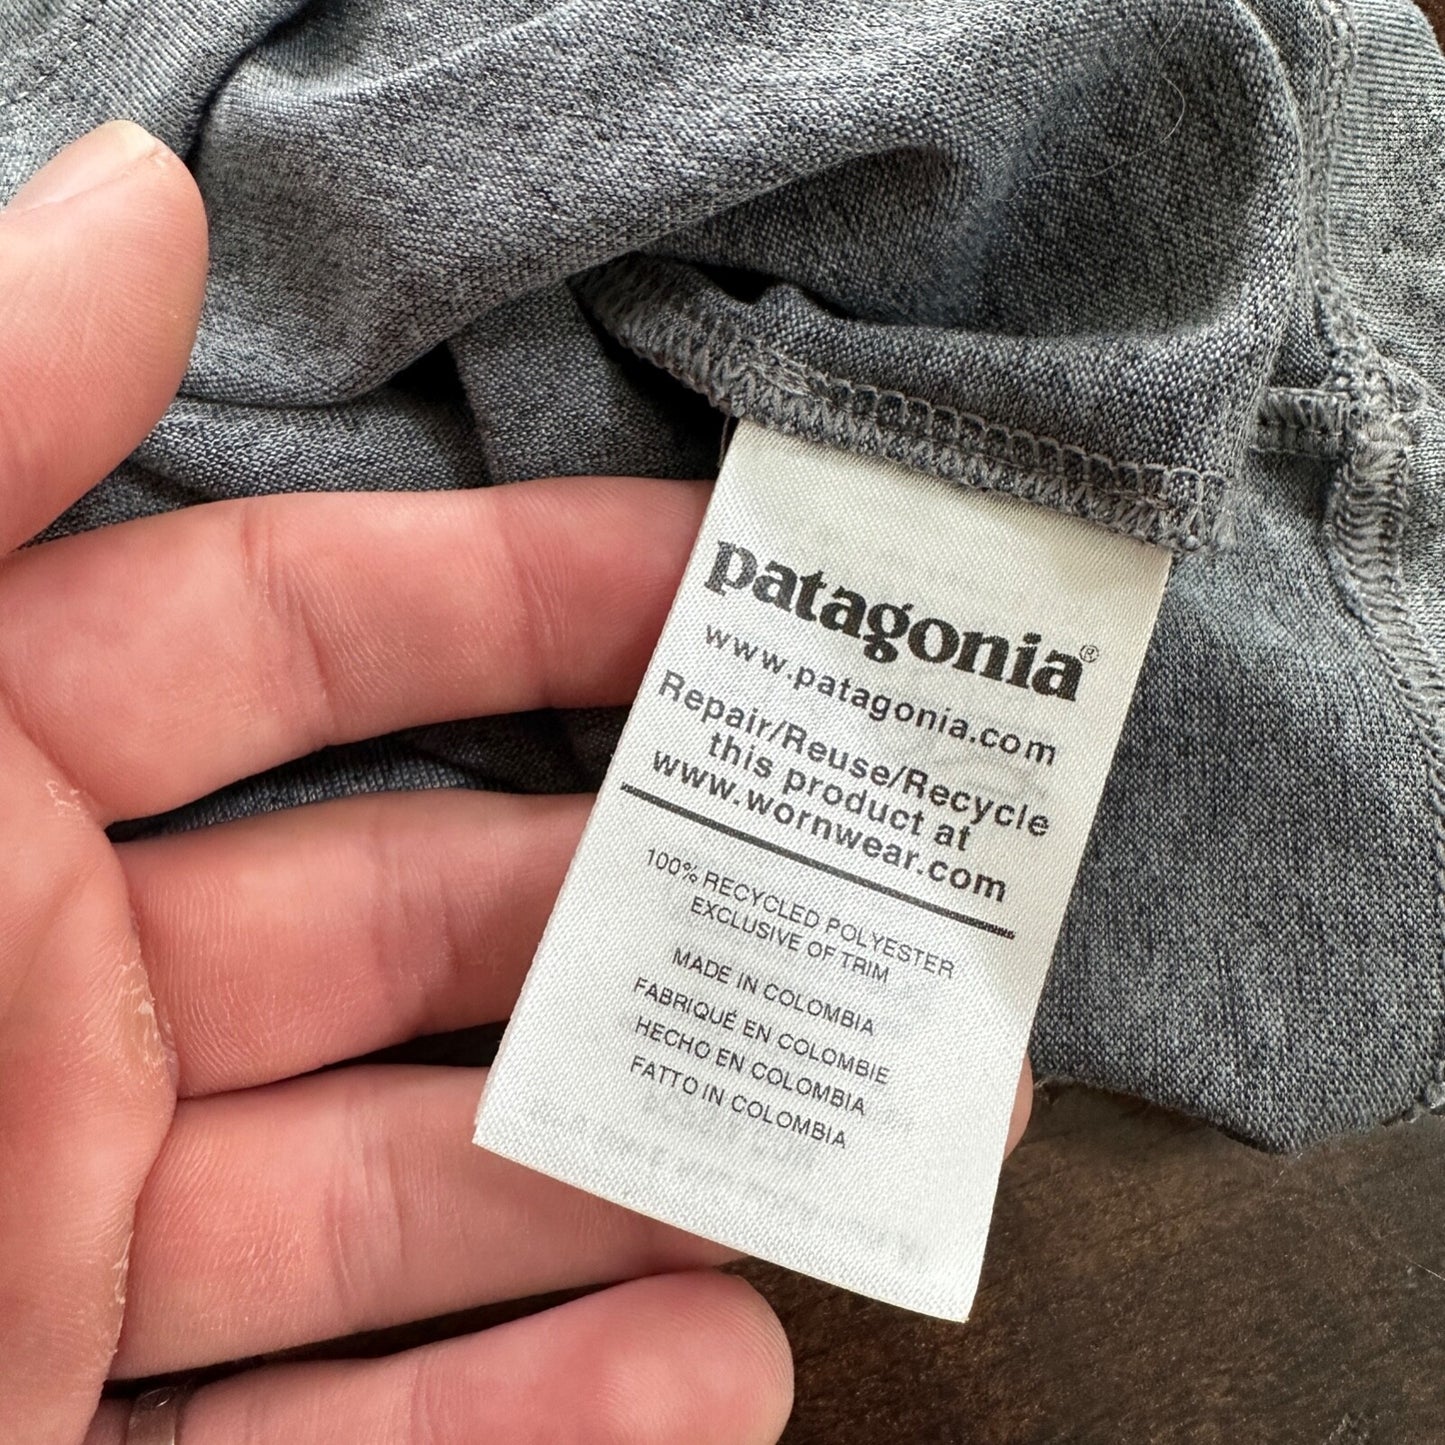 patagonia®
www.patagonia.com
Repair/Reuse/Recycle
this product at
www.wornwear.com
100% RECYCLED POLYESTER
EXCLUSIVE OF TRIM
MADE IN COLOMBIA
FABRIQUÉ EN COLOMBIE
HECHO EN COLOMBIA
FATTO IN COLOMBIA